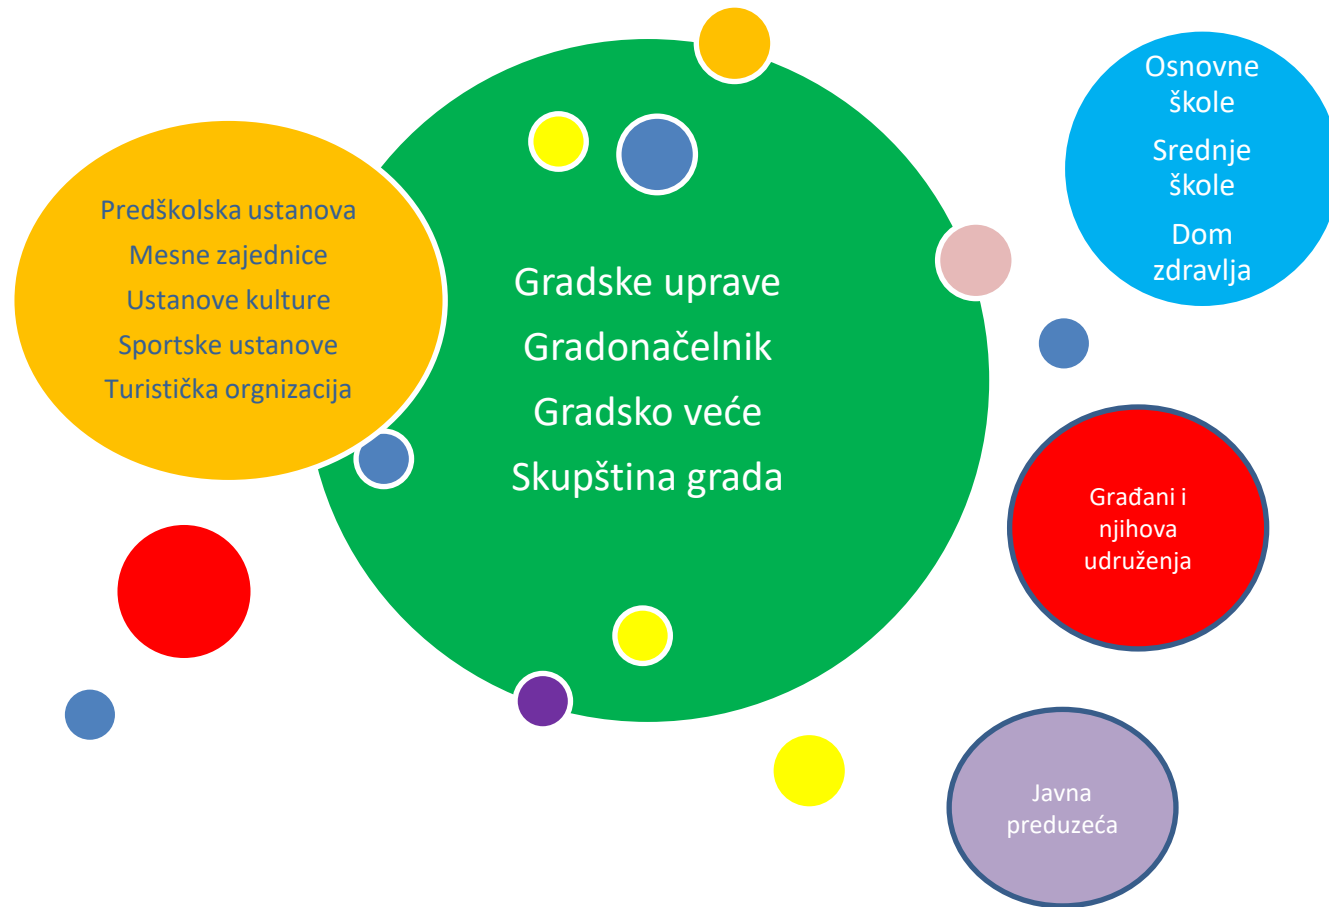 Predškolska ustanova
Mesne zajednice
Ustanove kulture
Sportske ustanove
Turistička orgnizacija
Gradske uprave
Gradonačelnik
Gradsko veće
Skupština grada
Osnovne
škole
Srednje
škole
Dom
zdravlja
Građani i
njihova
udruženja
Javna
preduzeća